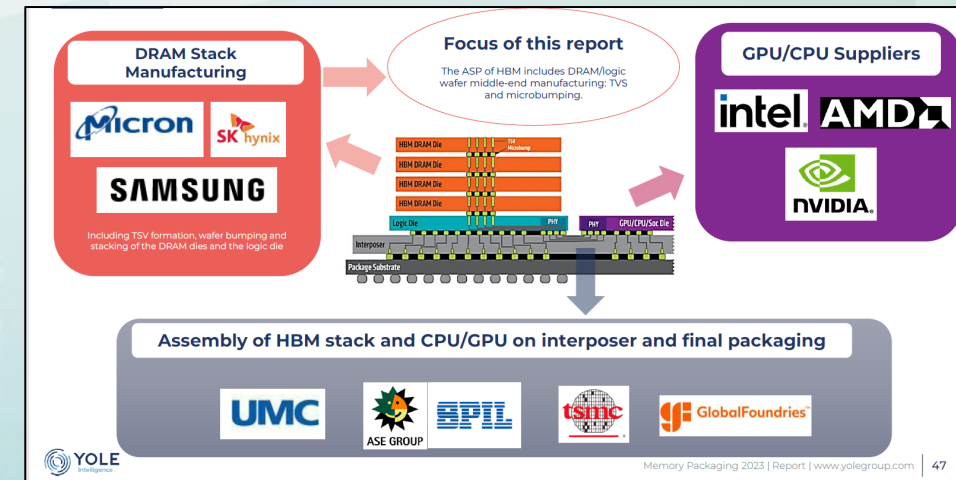 DRAM Stack
Manufacturing
Micron
SK hynix
SAMSUNG
Including TSV formation, wafer bumping and
stacking of the DRAM dies and the logic die
Focus of this report
The ASP of HBM includes DRAM/logic
wafer middle-end manufacturing: TVS
and microbumping.
GPU/CPU Suppliers
intel.
AMD
NVIDIA.
HBM DRAM Die
TSV
Microbump
HBM DRAM Die
HBM DRAM Die
HBM DRAM Die
Logic Die
PHY
PHY
GPU/CPU/Soc Die
Interposer
Package Substrate
Assembly of HBM stack and CPU/GPU on interposer and final packaging
UMC
ASE GROUP
SPIL
tsmc
GF GlobalFoundries™
YOLE
Intelligence
Memory Packaging 2023 | Report | www.yolegroup.com | 47